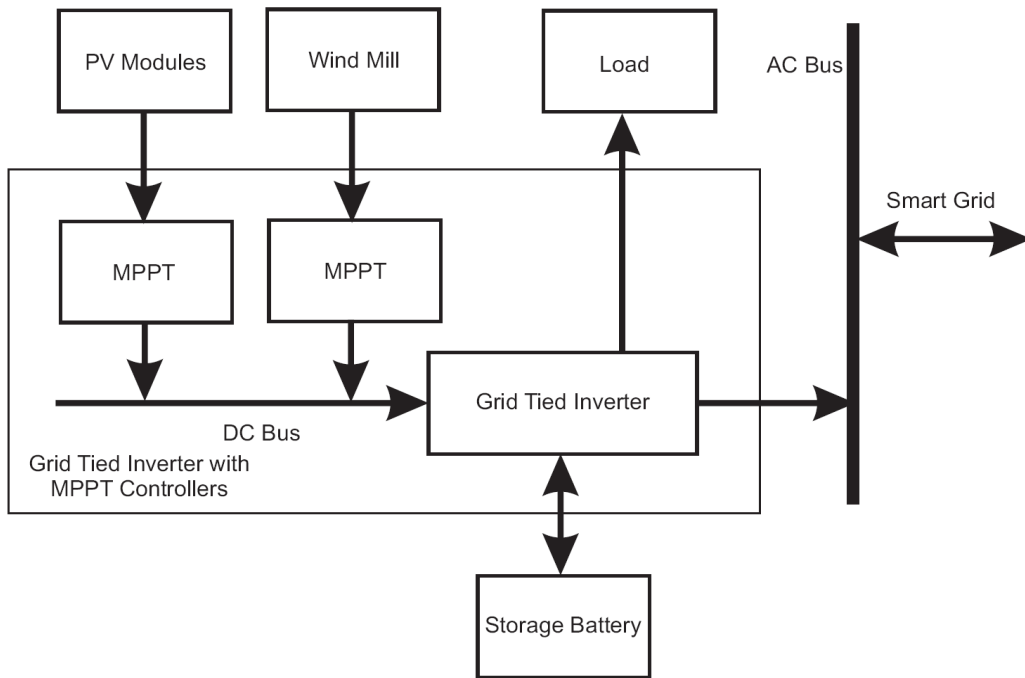 PV Modules
Wind Mill
Load
AC Bus
Smart Grid
MPPT
MPPT
Grid Tied Inverter
DC Bus
Grid Tied Inverter with
MPPT Controllers
Storage Battery